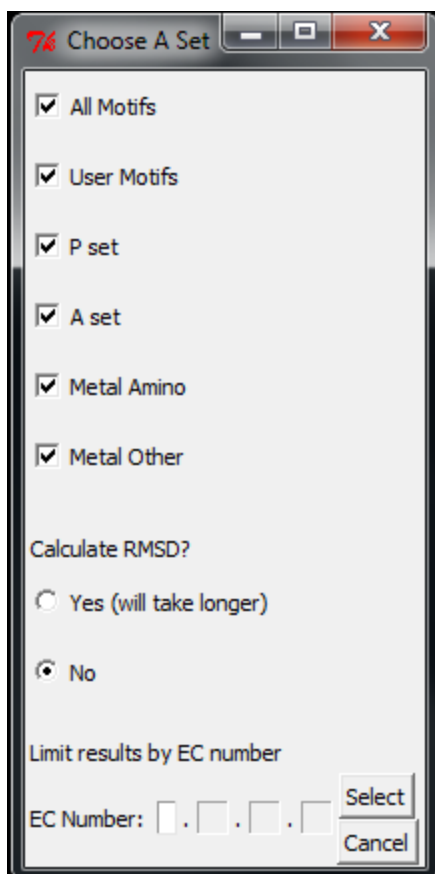 Tk Choose A Set
All Motifs
User Motifs
P set
A set
Metal Amino
Metal Other
Calculate RMSD?
Yes (will take longer)
No
Limit results by EC number
EC Number: . . .
Select
Cancel